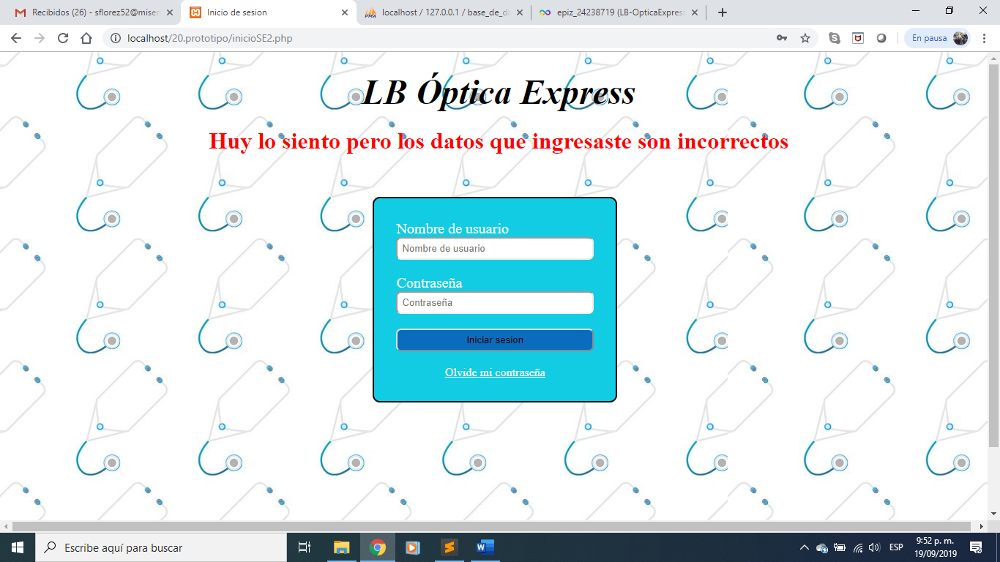 Recibidos (26) - sflorez52@misen
Inicio de sesion
localhost / 127.0.0.1 / base_de_da
epiz_24238719 (LB-OpticaExpress
localhost/20.prototipo/inicioSE2.php
En pausa
LB Óptica Express
Huy lo siento pero los datos que ingresaste son incorrectos
Nombre de usuario
Nombre de usuario
Contraseña
Contraseña
Iniciar sesion
Olvide mi contraseña
Escribe aquí para buscar
ESP
9:52 p. m.
19/09/2019